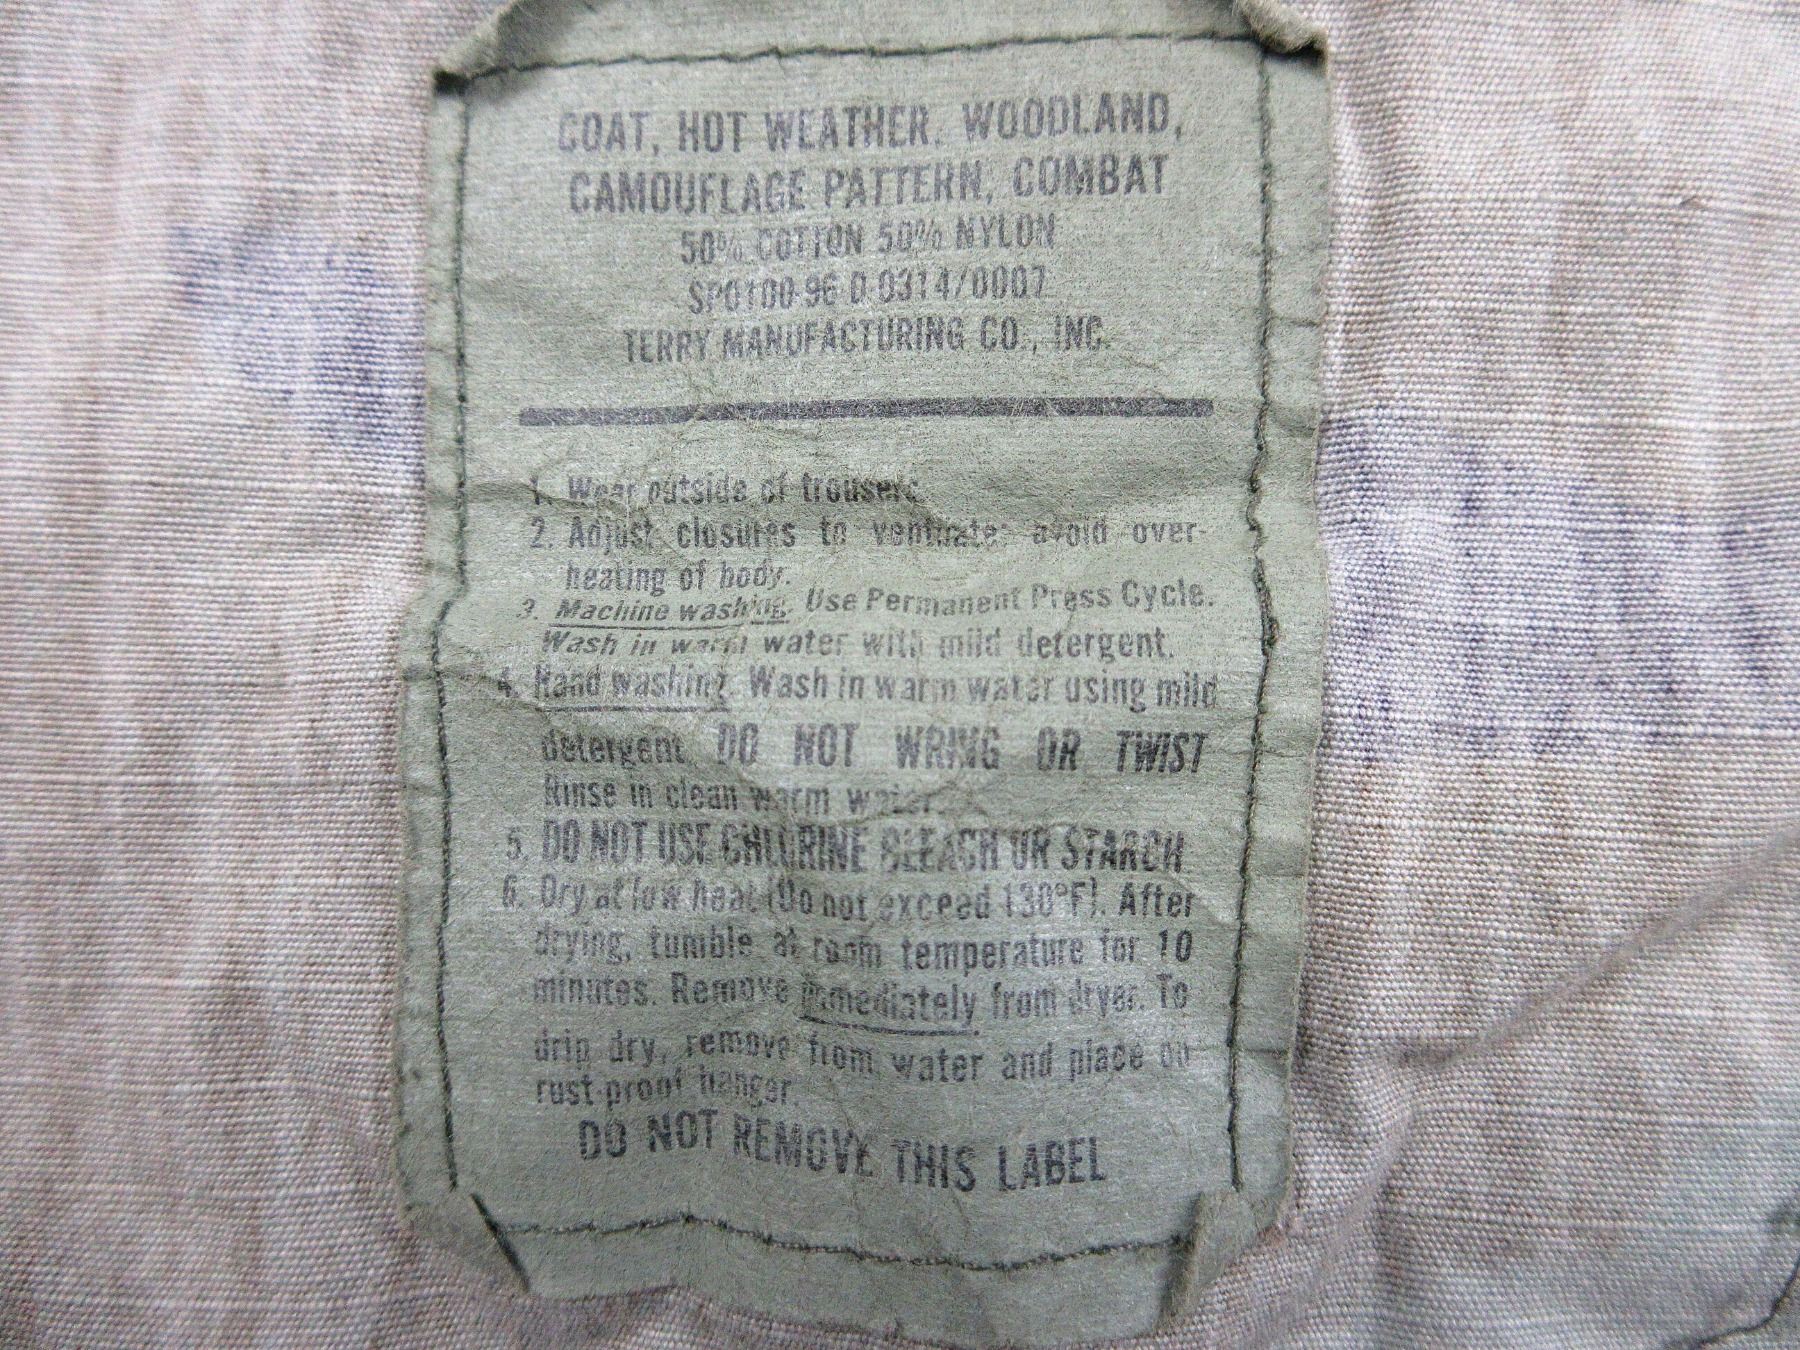 COAT, HOT WEATHER, WOODLAND,
CAMOUFLAGE PATTERN, COMBAT
50% COTTON 50% NYLON
SPO100-96-D-0314/0007
TERRY MANUFACTURING CO., INC.
1. Wear outside of trousers.
2. Adjust closures to ventilate; avoid over-
heating of body.
3. Machine washing. Use Permanent Press Cycle.
Wash in warm water with mild detergent.
4. Hand washing. Wash in warm water using mild
detergent. DO NOT WRING OR TWIST
Rinse in clean warm water.
5. DO NOT USE CHLORINE BLEACH OR STARCH
6. Dry at low heat (Do not exceed 130°F). After
drying, tumble at room temperature for 10
minutes. Remove immediately from dryer. To
drip dry, remove from water and place on
rust-proof hanger.
DO NOT REMOVE THIS LABEL